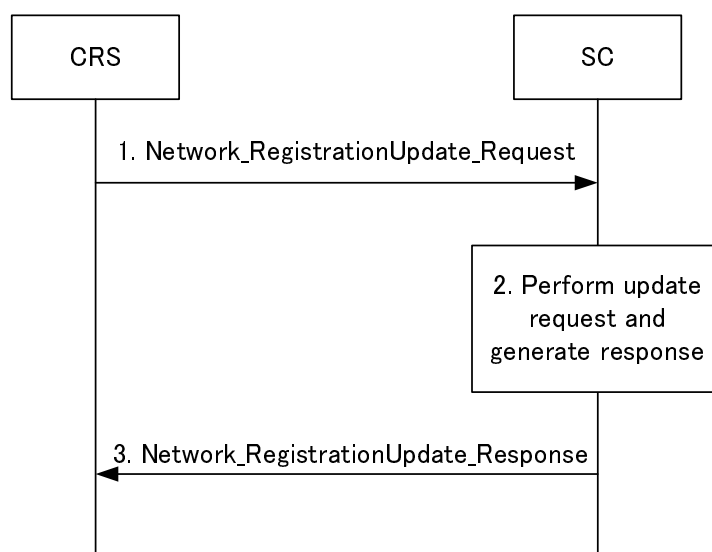 CRS
SC
1. Network_RegistrationUpdate_Request
2. Perform update
request and
generate response
3. Network_RegistrationUpdate_Response